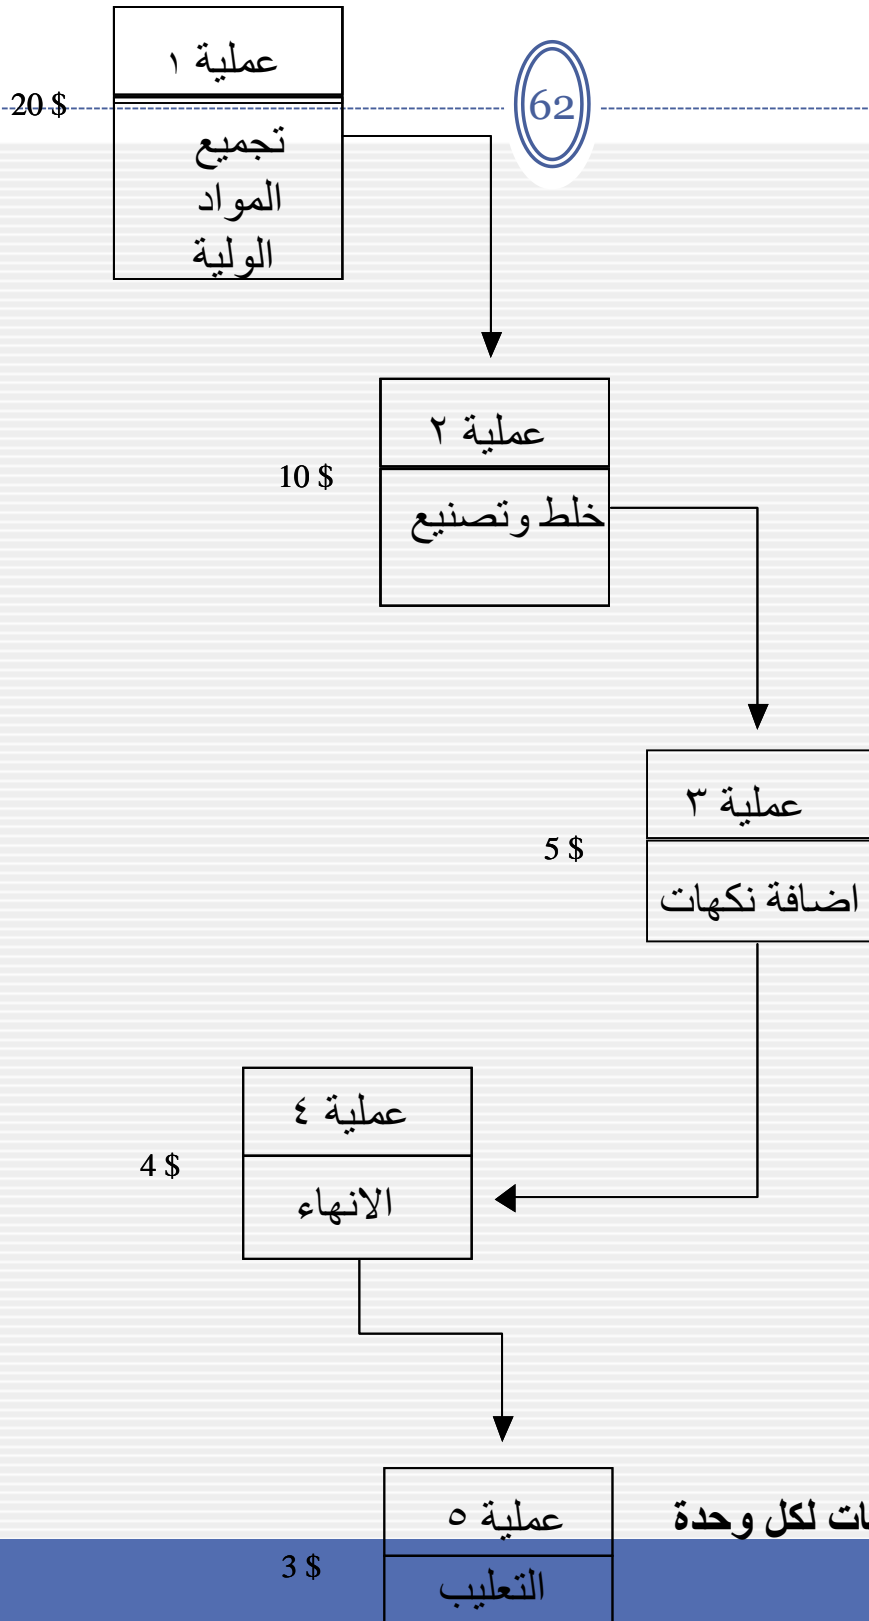 عملية ١
20 $
62
تجميع
المواد
الولية
عملية ٢
10 $
خلط وتصنيع
عملية ٣
5 $
اضافة نكهات
عملية ٤
4 $
الانهاء
عملية ٥
لكل وحدة
3 $
التعليب